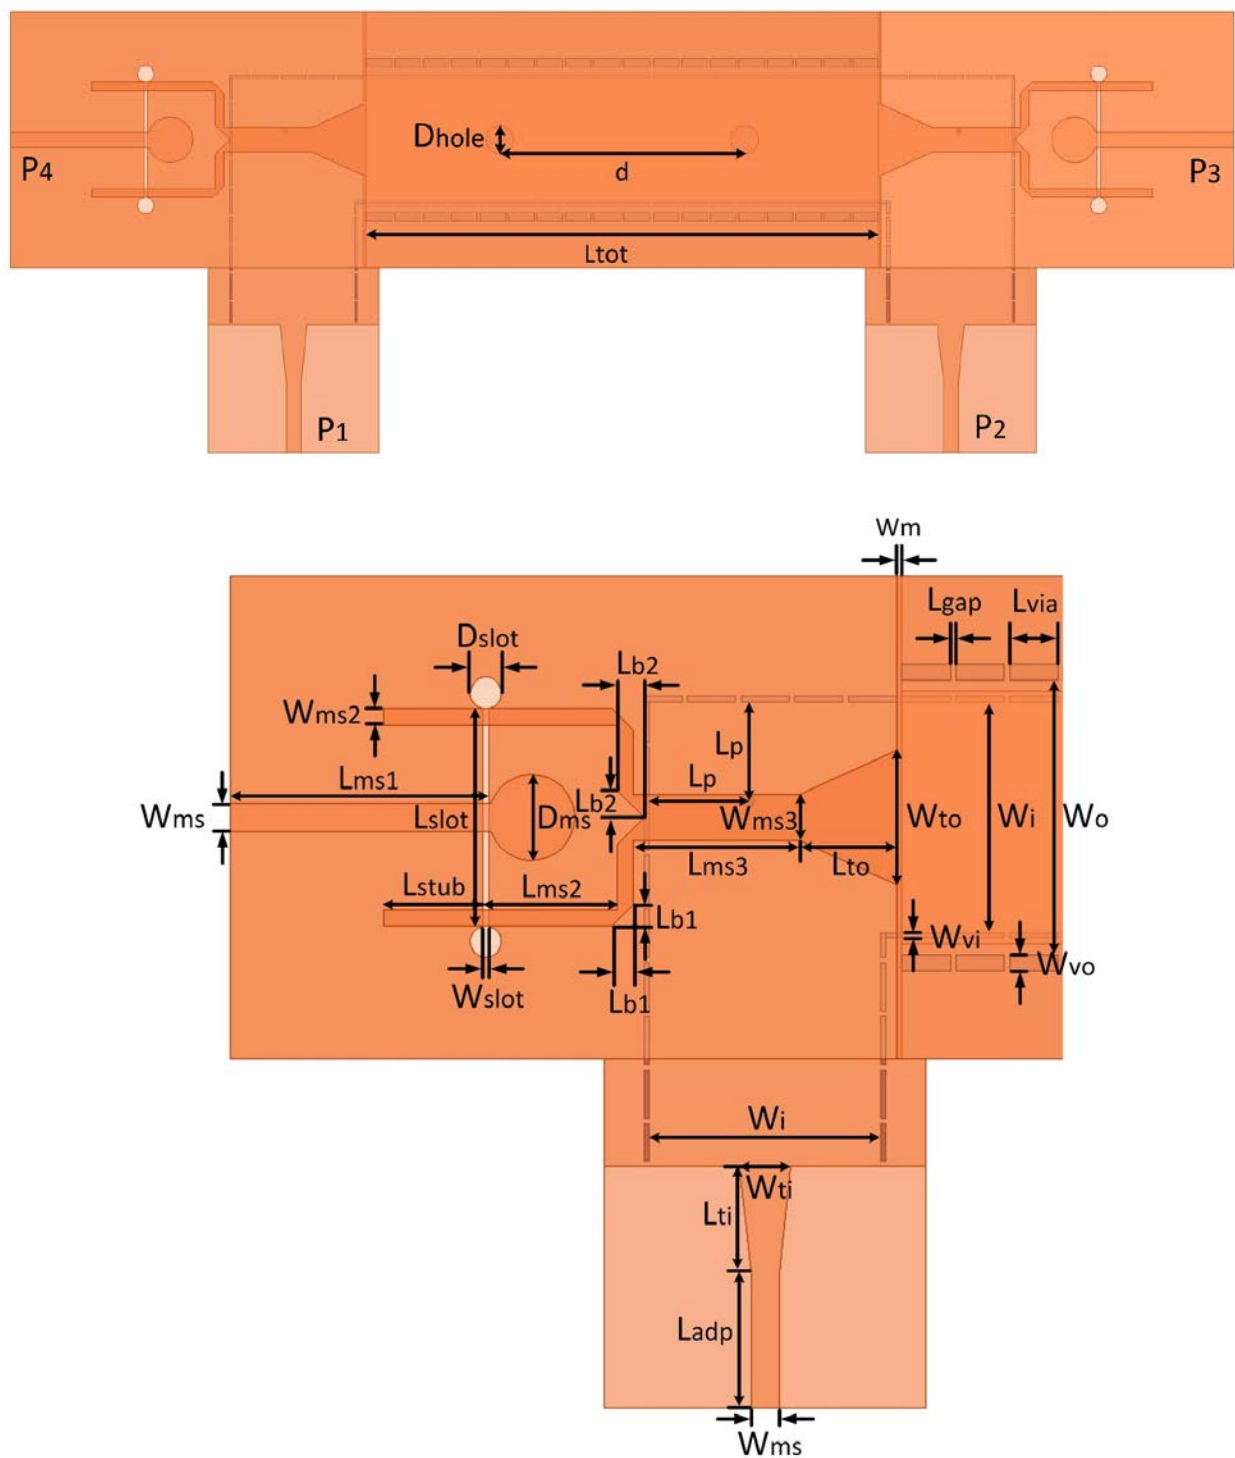 Dhole
d
P4
P3
Ltot
P1
P2
Wm
Lgap
Lvia
Dslot
Lb2
Wms2
Lp
Lms1
Lp
Lb2
Wms
Lslot
Dms
Wms3
Wto
Wi
Wo
Lstub
Lms2
Lms3
Lto
Lb1
Wvi
Wvo
Wslot
Lb1
Wi
Wti
Lti
Ladp
Wms